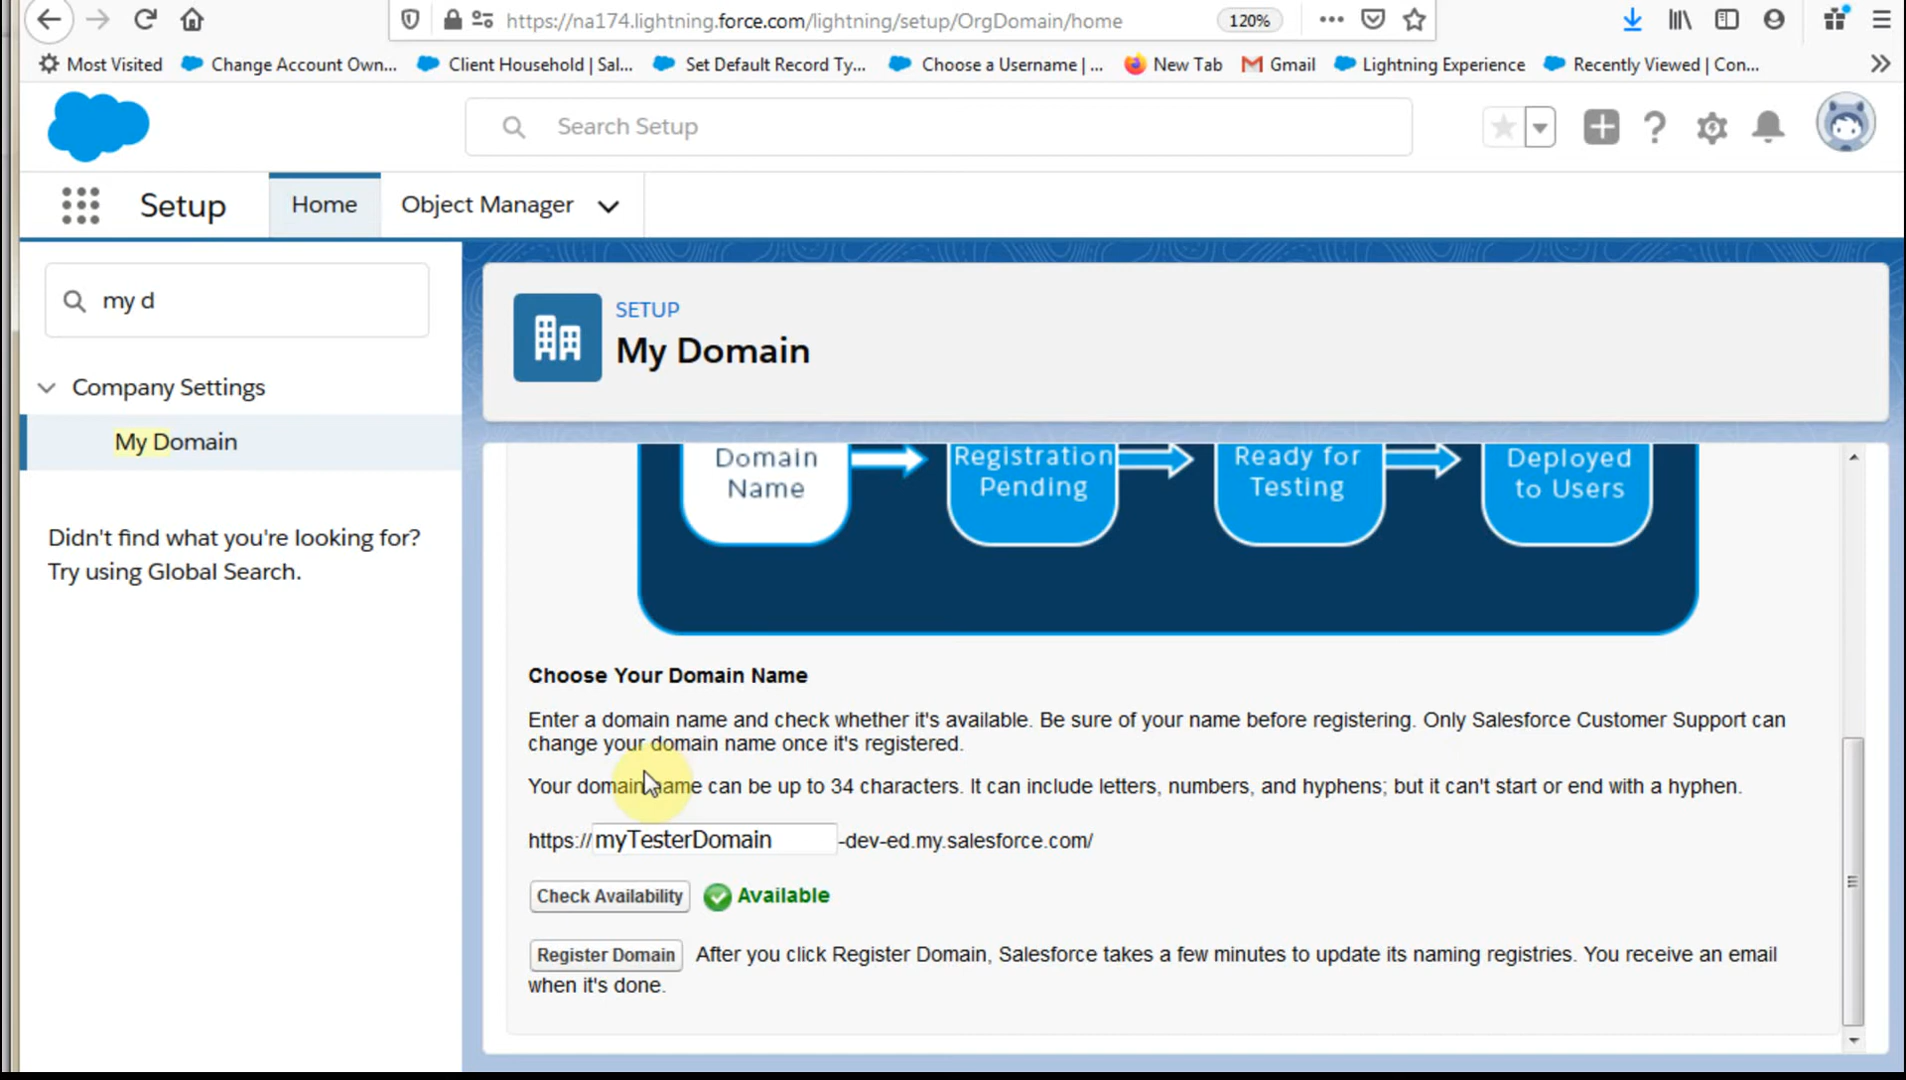 https://na174.lightning.force.com/lightning/setup/OrgDomain/home 120%
Most Visited Change Account Own... Client Household | Sal... Set Default Record Ty... Choose a Username | ... New Tab Gmail Lightning Experience Recently Viewed | Con...
Search Setup
Setup Home Object Manager
my d
Company Settings
My Domain
Didn't find what you're looking for?
Try using Global Search.
SETUP
My Domain
Domain
Name
Registration
Pending
Ready for
Testing
Deployed
to Users
Choose Your Domain Name
Enter a domain name and check whether it's available. Be sure of your name before registering. Only Salesforce Customer Support can
change your domain name once it's registered.
Your domain name can be up to 34 characters. It can include letters, numbers, and hyphens; but it can't start or end with a hyphen.
https:// myTesterDomain -dev-ed.my.salesforce.com/
Check Availability Available
Register Domain After you click Register Domain, Salesforce takes a few minutes to update its naming registries. You receive an email
when it's done.